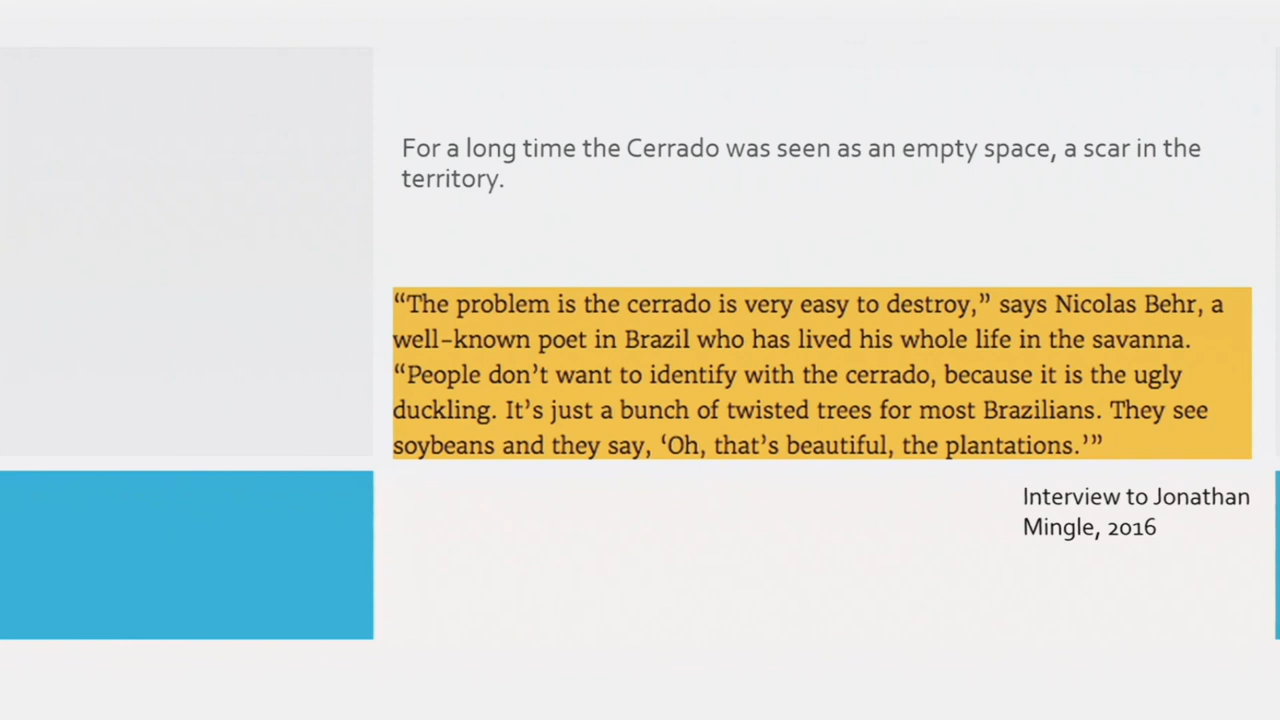 For a long time the Cerrado was seen as an empty space, a scar in the
territory.
“The problem is the cerrado is very easy to destroy,” says Nicolas Behr, a
well-known poet in Brazil who has lived his whole life in the savanna.
“People don’t want to identify with the cerrado, because it is the ugly
duckling. It’s just a bunch of twisted trees for most Brazilians. They see
soybeans and they say, ‘Oh, that’s beautiful, the plantations.’”
Interview to Jonathan
Mingle, 2016